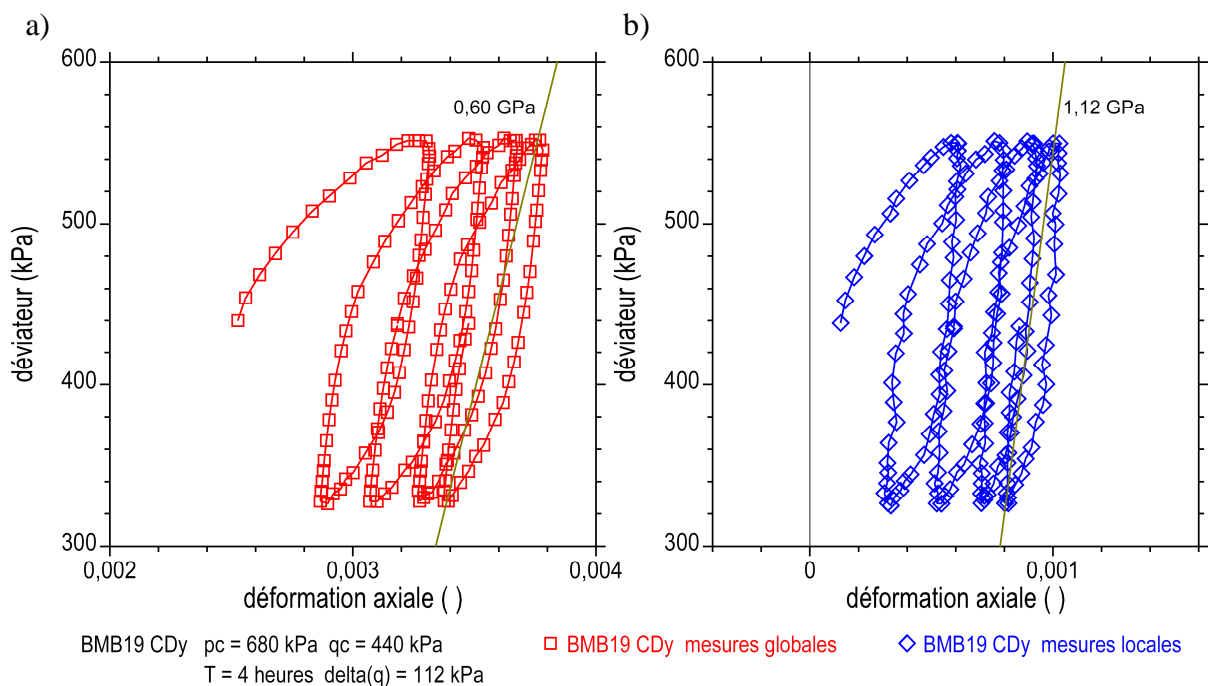 a)
b)
600
500
400
300
déviateur (kPa)
0,60 GPa
0,002
0,003
0,004
déformation axiale ( )
600
500
400
300
déviateur (kPa)
1,12 GPa
0
0,001
déformation axiale ( )
BMB19 CDy pc = 680 kPa qc = 440 kPa
T = 4 heures delta(q) = 112 kPa
BMB19 CDy mesures globales
BMB19 CDy mesures locales